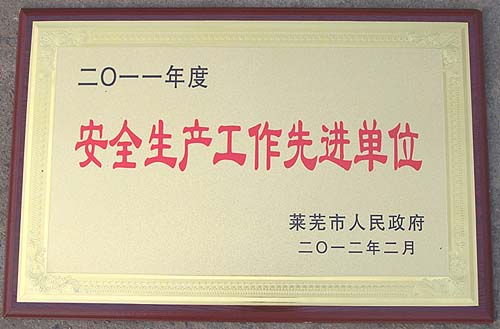 二〇一一年度
安全生产工作先进单位
莱芜市人民政府
二〇一二年二月